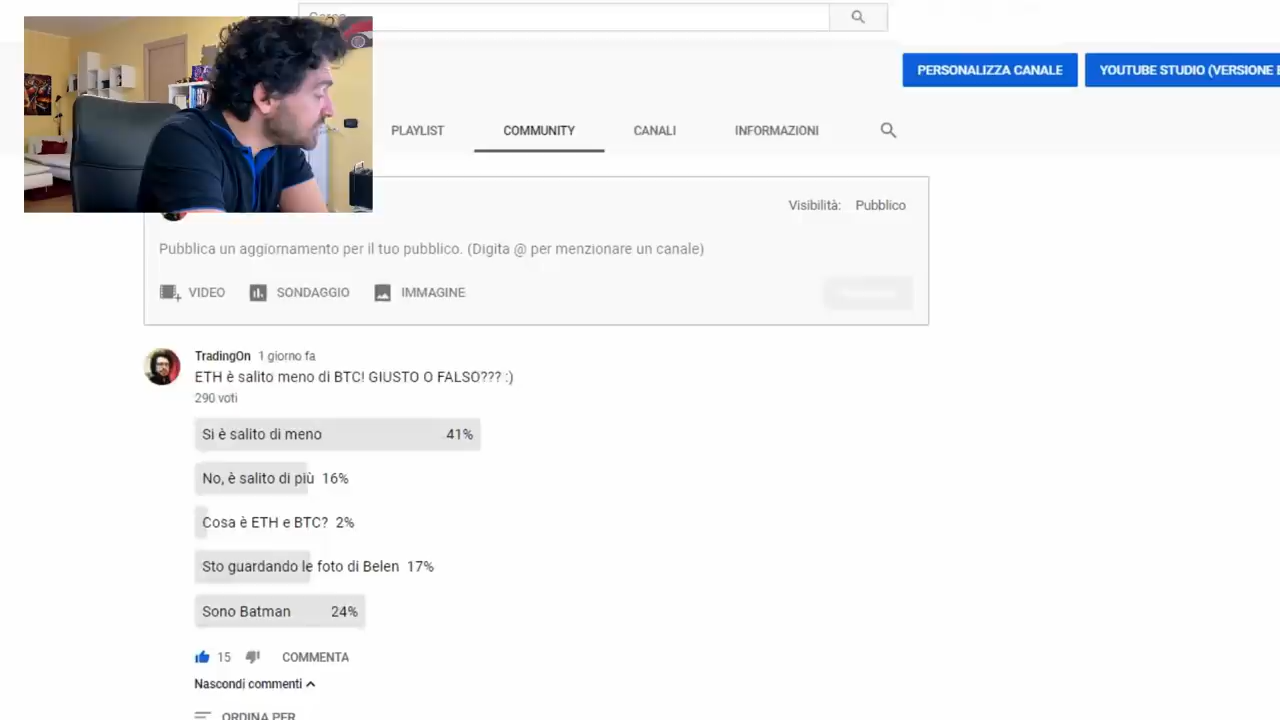 PERSONALIZZA CANALE
YOUTUBE STUDIO (VERSIONE
PLAYLIST
COMMUNITY
CANALI
INFORMAZIONI
Visibilità: Pubblico
Pubblica un aggiornamento per il tuo pubblico. (Digita @ per menzionare un canale)
VIDEO
SONDAGGIO
IMMAGINE
TradingOn 1 giorno fa
ETH è salito meno di BTC! GIUSTO O FALSO??? :)
290 voti
Si è salito di meno 41%
No, è salito di più 16%
Cosa è ETH e BTC? 2%
Sto guardando le foto di Belen 17%
Sono Batman 24%
15
COMMENTA
Nascondi commenti
ORDINA PER